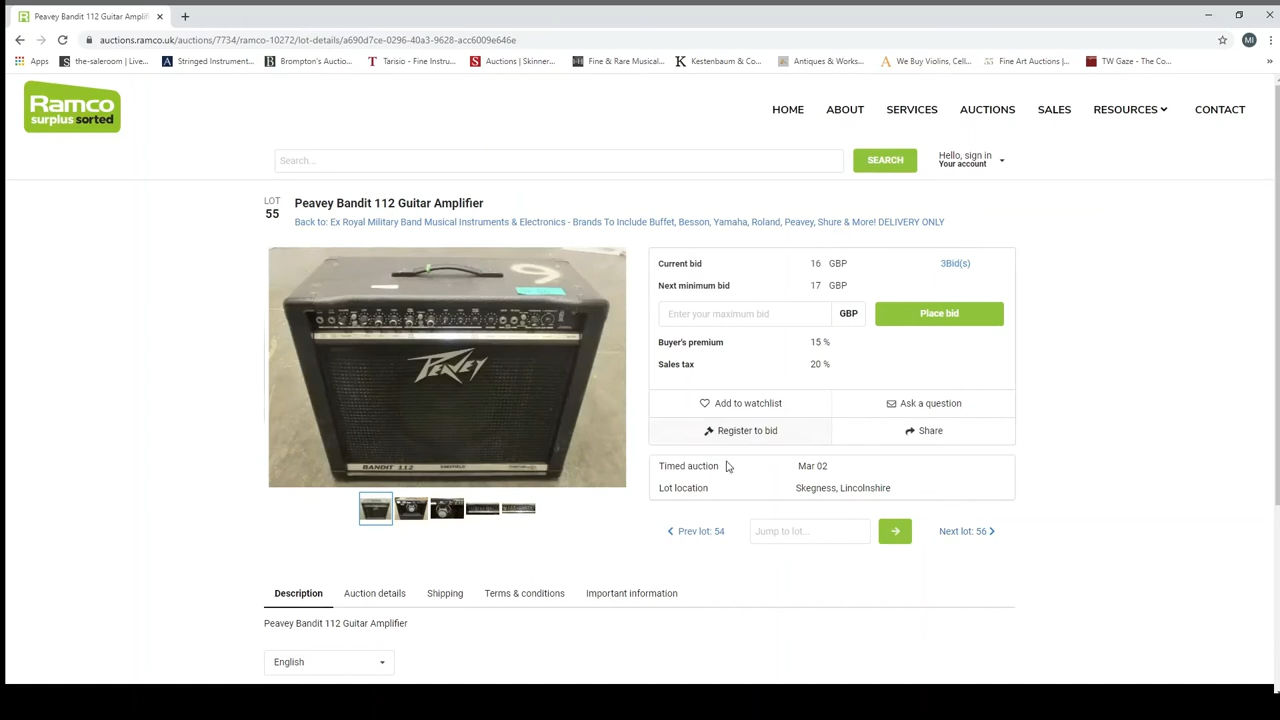 Peavey Bandit 112 Guitar Amplifi
auctions.ramco.uk/auctions/7734/ramco-10272/lot-details/a690d7ce-0296-40a3-9628-acc6009e646e
MI
Apps the-saleroom | Live... Stringed Instrument... Brompton's Auctio... Tarisio - Fine Instru... Auctions | Skinner... Fine & Rare Musical... Kestenbaum & Co... Antiques & Works... We Buy Violins, Cell... Fine Art Auctions |... TW Gaze - The Co...
Ramco
surplus sorted
HOME ABOUT SERVICES AUCTIONS SALES RESOURCES CONTACT
Search... SEARCH Hello, sign in
Your account
LOT
55
Peavey Bandit 112 Guitar Amplifier
Back to: Ex Royal Military Band Musical Instruments & Electronics - Brands To Include Buffet, Besson, Yamaha, Roland, Peavey, Shure & More! DELIVERY ONLY
9
PEAVEY
BANDIT 112
Current bid 16 GBP 3Bid(s)
Next minimum bid 17 GBP
Enter your maximum bid GBP Place bid
Buyer's premium 15 %
Sales tax 20 %
Add to watchlist Ask a question
Register to bid Share
Timed auction Mar 02
Lot location Skegness, Lincolnshire
Prev lot: 54 Jump to lot... Next lot: 56
Description Auction details Shipping Terms & conditions Important information
Peavey Bandit 112 Guitar Amplifier
English